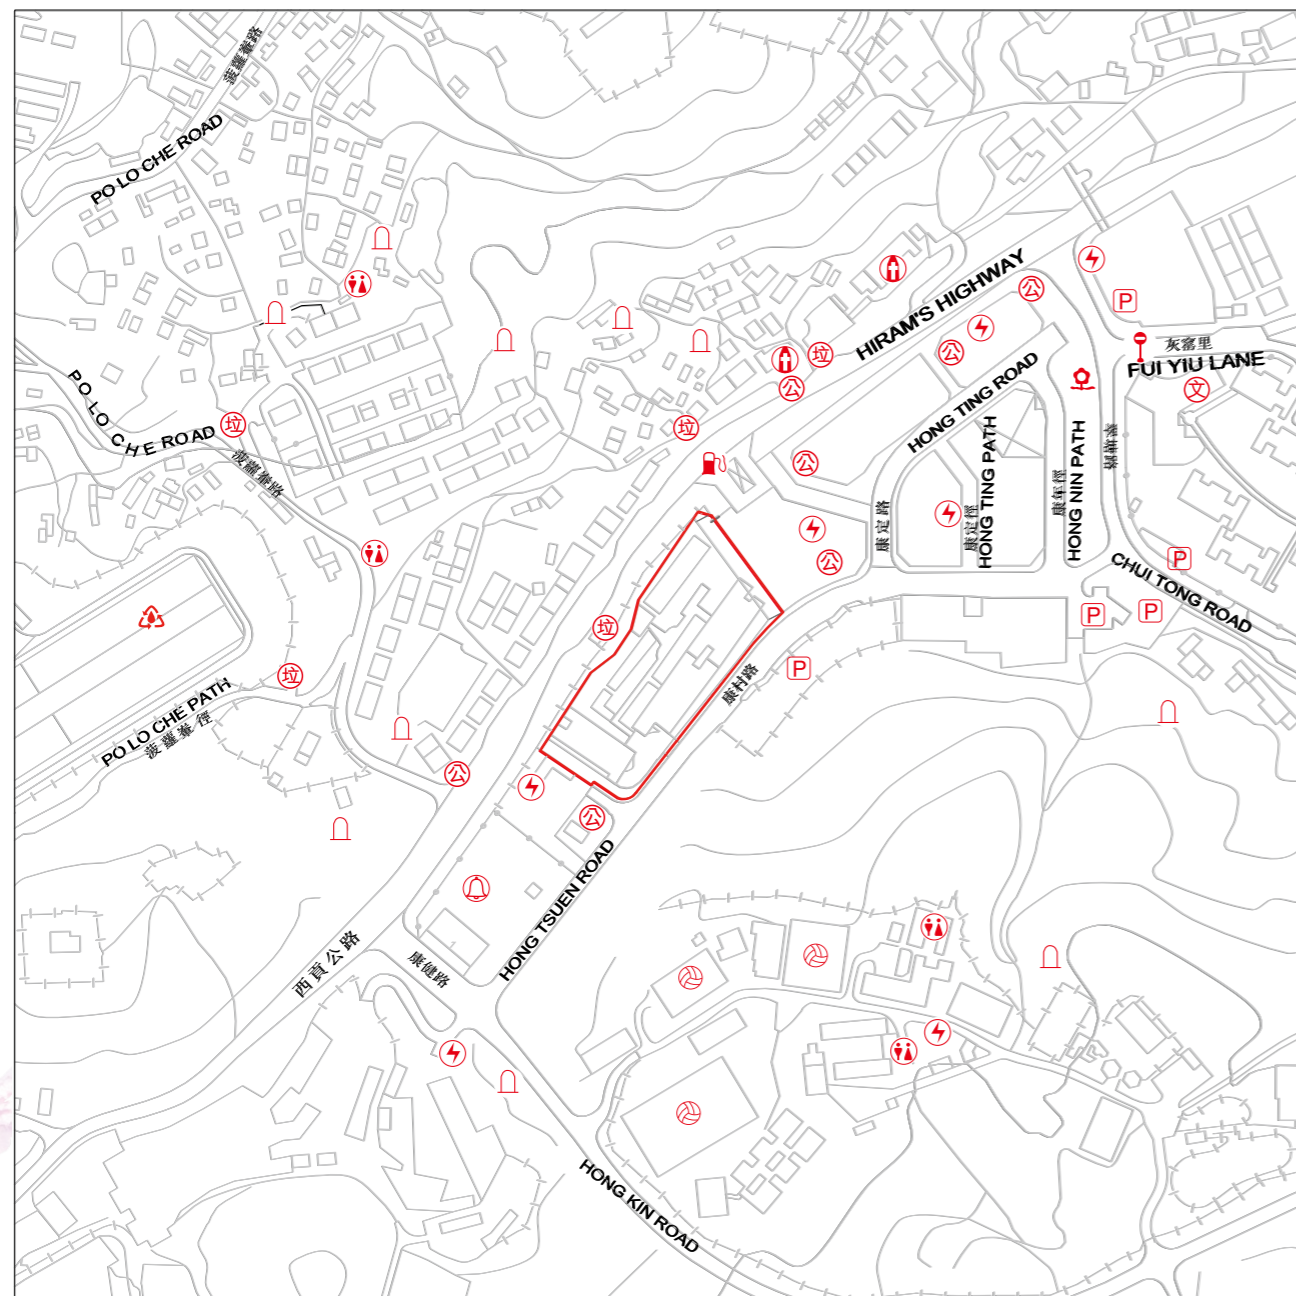 菠蘿輋路
PO LO CHE ROAD
HIRAM'S HIGHWAY
P
灰窰里
FUI YIU LANE
垃
公
公
公
垃
文
PO LO CHE ROAD
垃
菠蘿輋路
HONG TING ROAD
公
康定路
康定徑
HONG TING PATH
康年徑
HONG NIN PATH
公
P
CHUI TONG ROAD
P
P
垃
P
康村路
垃
PO LO CHE PATH
菠蘿輋徑
公
公
HONG TSUEN ROAD
西貢公路
康健路
1
HONG KIN ROAD